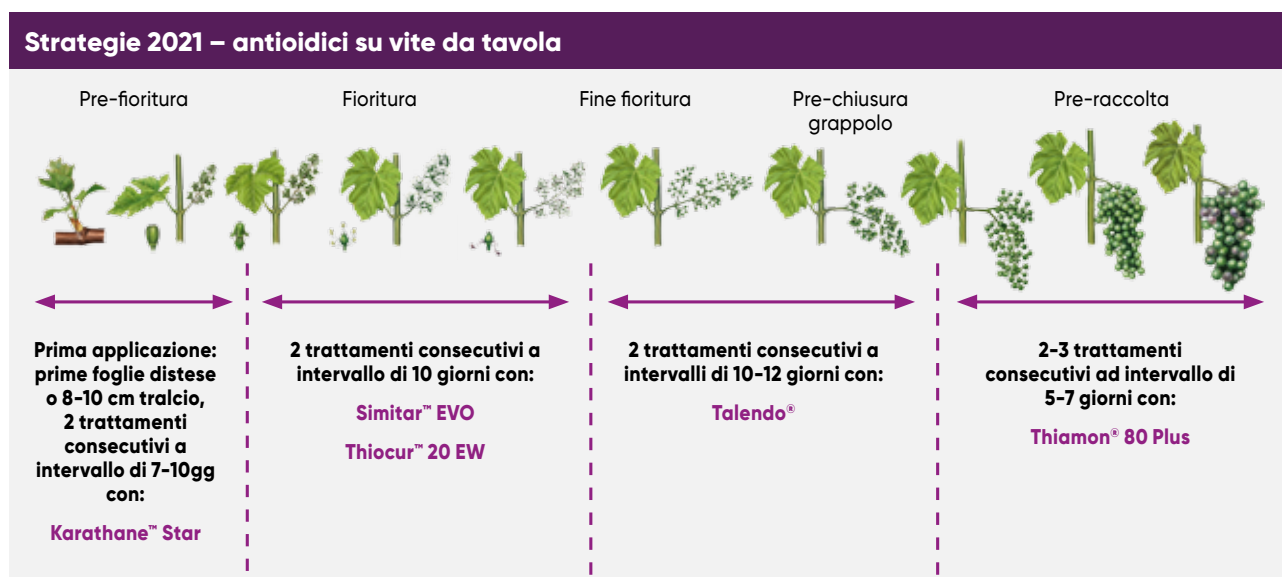 Strategie 2021 – antioidici su vite da tavola
Pre-fioritura
Fioritura
Fine fioritura
Pre-chiusura
grappolo
Pre-raccolta
Prima applicazione:
prime foglie distese
o 8-10 cm tralcio,
2 trattamenti
consecutivi a
intervallo di 7-10gg
con:
Karathane™ Star
2 trattamenti consecutivi a
intervallo di 10 giorni con:
Simitar™ EVO
Thiocur™ 20 EW
2 trattamenti consecutivi a
intervalli di 10-12 giorni con:
Talendo®
2-3 trattamenti
consecutivi ad intervallo di
5-7 giorni con:
Thiamon® 80 Plus